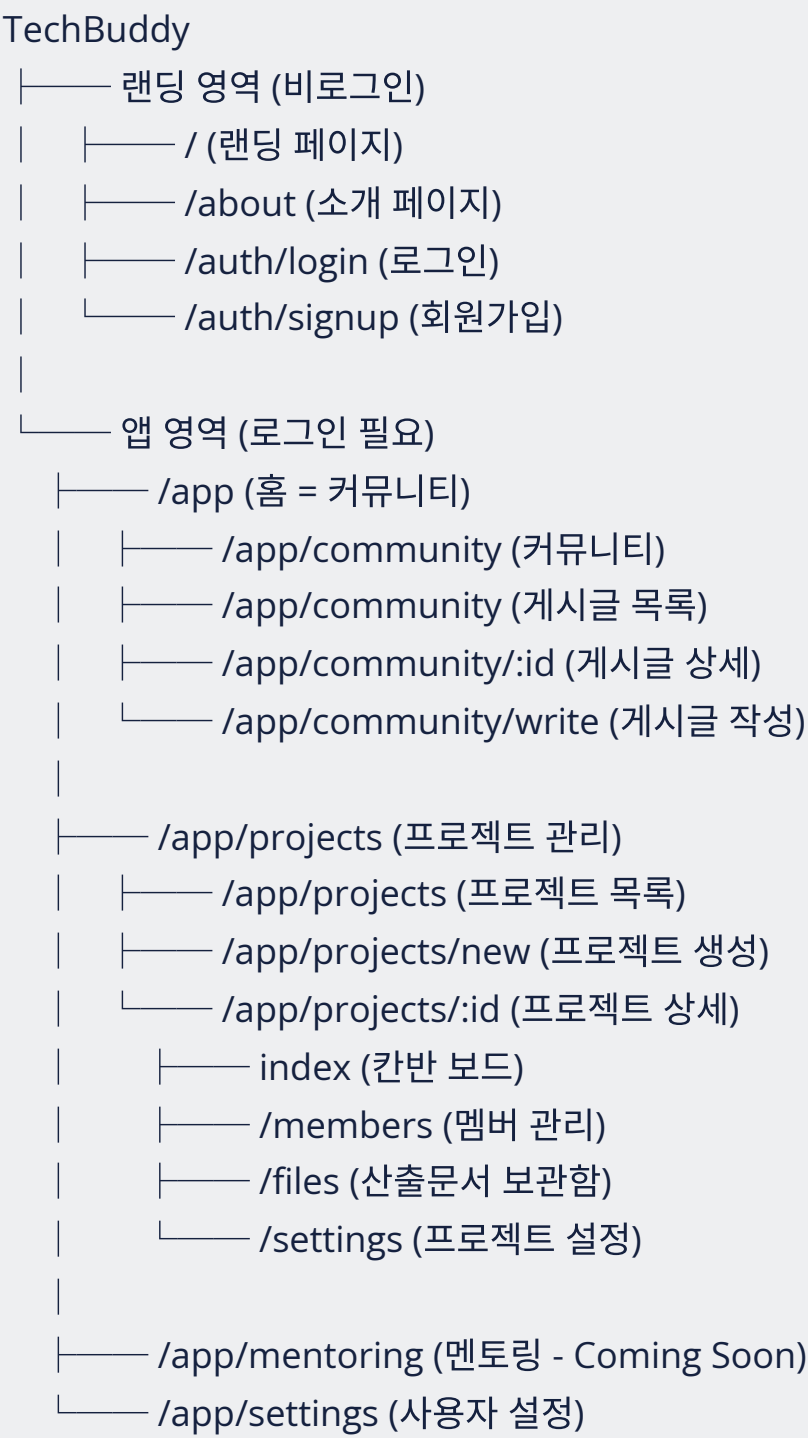 TechBuddy
├── 랜딩 영역 (비로그인)
│   ├── / (랜딩 페이지)
│   ├── /about (소개 페이지)
│   ├── /auth/login (로그인)
│   └── /auth/signup (회원가입)
│
└── 앱 영역 (로그인 필요)
    ├── /app (홈 = 커뮤니티)
    │   ├── /app/community (커뮤니티)
    │   ├── /app/community (게시글 목록)
    │   ├── /app/community/:id (게시글 상세)
    │   └── /app/community/write (게시글 작성)
    │
    ├── /app/projects (프로젝트 관리)
    │   ├── /app/projects (프로젝트 목록)
    │   ├── /app/projects/new (프로젝트 생성)
    │   └── /app/projects/:id (프로젝트 상세)
    │       ├── index (칸반 보드)
    │       ├── /members (멤버 관리)
    │       ├── /files (산출문서 보관함)
    │       └── /settings (프로젝트 설정)
    │
    ├── /app/mentoring (멘토링 - Coming Soon)
    └── /app/settings (사용자 설정)